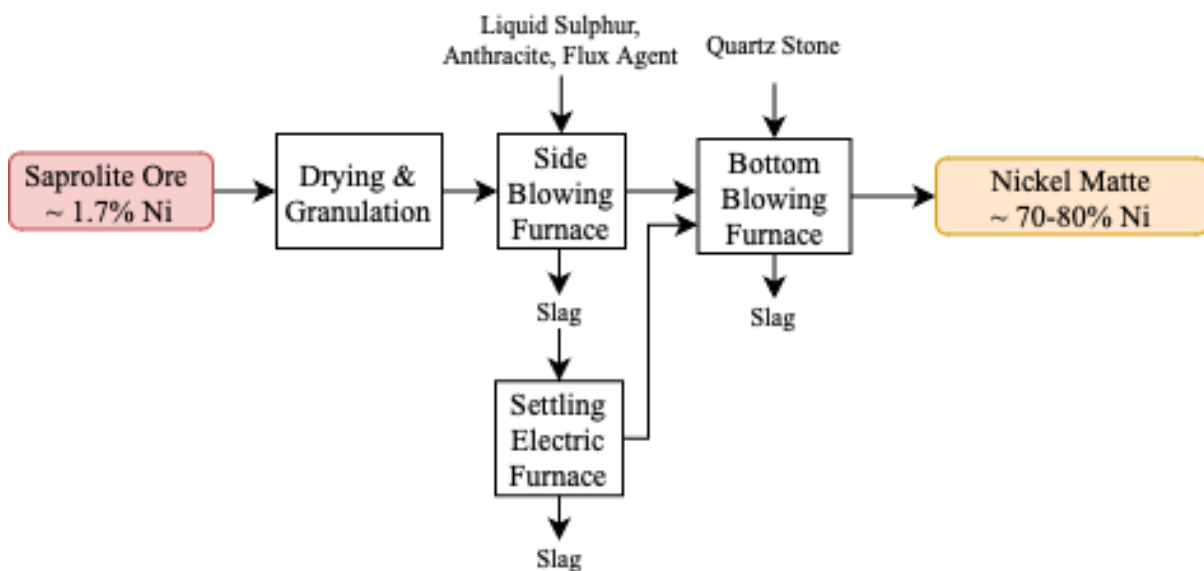 Liquid Sulphur,
Anthracite, Flux Agent
Quartz Stone
Saprolite Ore
~ 1.7% Ni
Drying &
Granulation
Side
Blowing
Furnace
Bottom
Blowing
Furnace
Nickel Matte
~ 70-80% Ni
Slag
Slag
Settling
Electric
Furnace
Slag